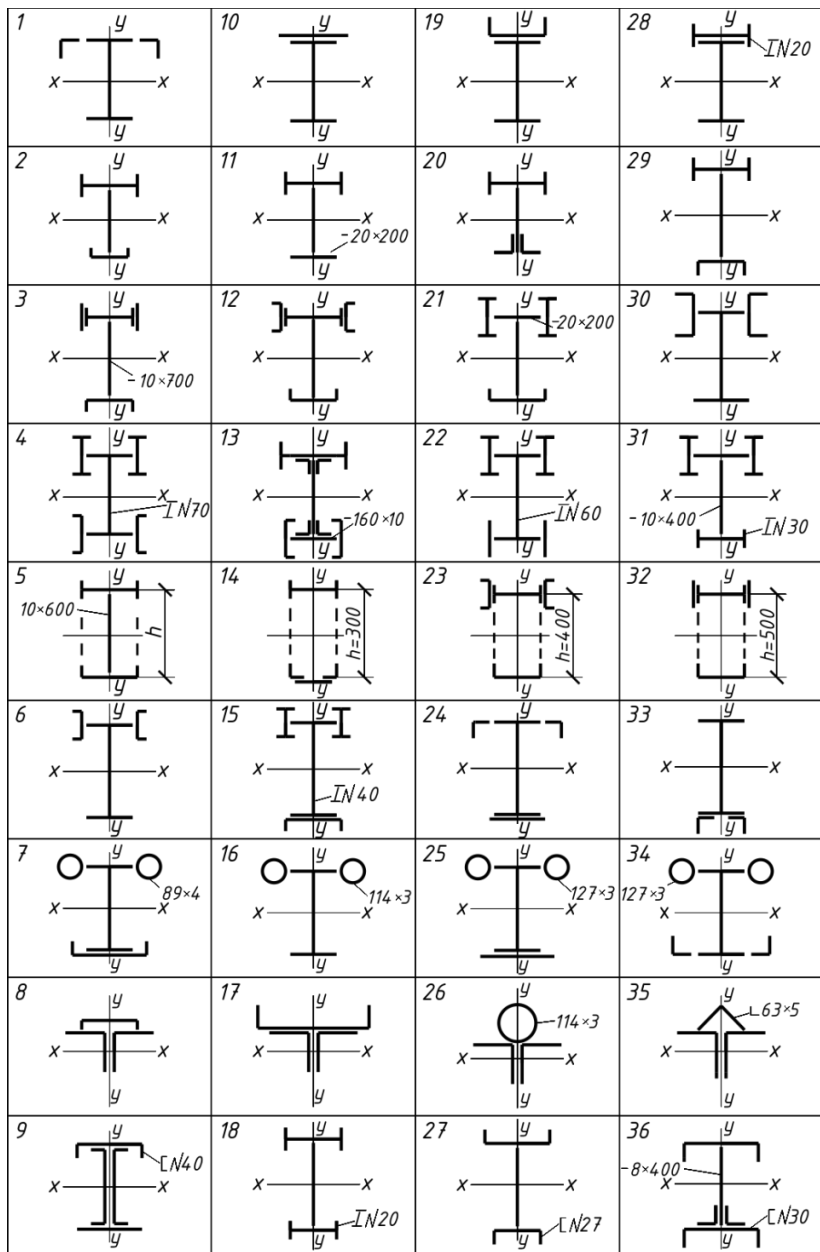 1 y x x y
10 y x x y
19 y x x y
28 y IN20 x x y
2 y x x y
11 y x x -20×200 y
20 y x x y
29 y x x y
3 y x x -10×700 y
12 y x x y
21 y -20×200 x x y
30 y x x y
4 y x x IN70 y
13 y x x -160×10 y
22 y x x IN60 y
31 y x x -10×400 IN30 y
5 y 10×600 h y
14 y h=300 y
23 y h=400 y
32 y h=500 y
6 y x x y
15 y x x IN40 y
24 y x x y
33 y x x y
7 y 89×4 x x y
16 y 114×3 x x y
25 y 127×3 x x y
34 y 127×3 x x y
8 y x x y
17 y x x y
26 y 114×3 x x y
35 y ∟63×5 x x y
9 y [N40 x x y
18 y x x IN20 y
27 y x x [N27 y
36 y -8×400 x x [N30 y